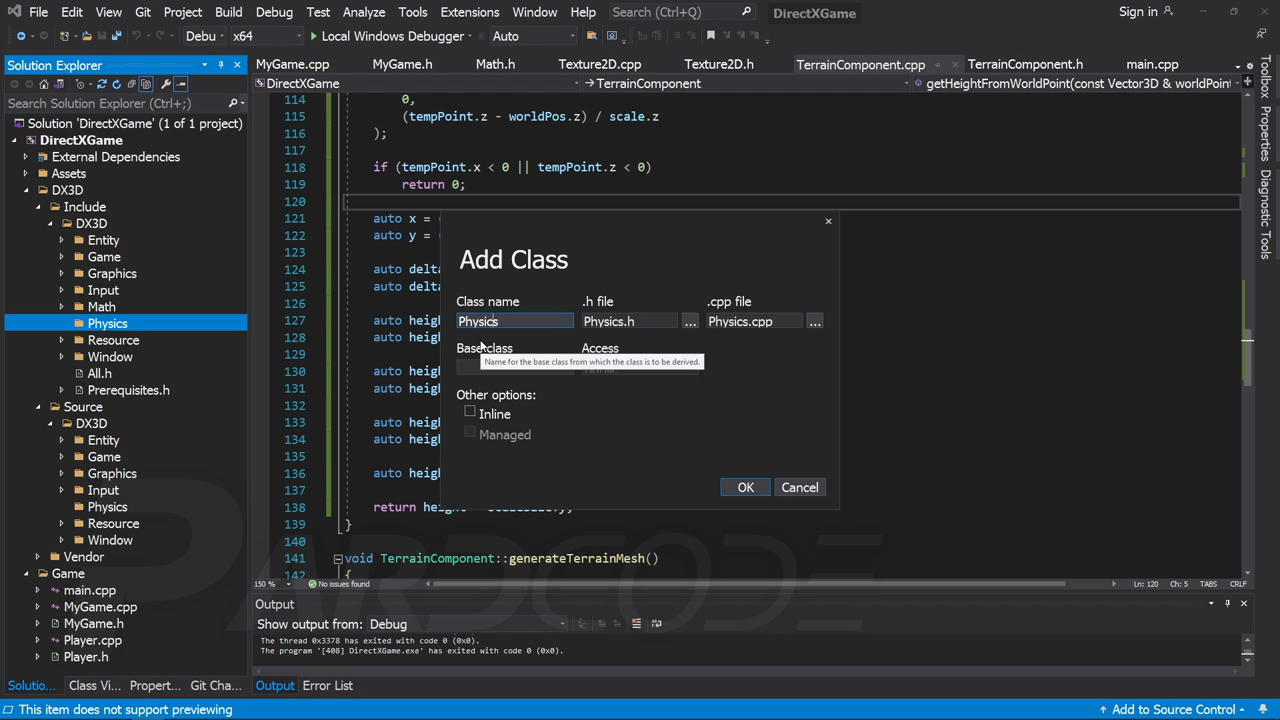 File Edit View Git Project Build Debug Test Analyze Tools Extensions Window Help Search (Ctrl+Q) DirectXGame Sign in
Debu x64 Local Windows Debugger Auto
Solution Explorer
MyGame.cpp MyGame.h Math.h Texture2D.cpp Texture2D.h TerrainComponent.cpp TerrainComponent.h main.cpp
DirectXGame TerrainComponent getHeightFromWorldPoint(const Vector3D & worldPoint
Search Solution Explorer (Ctrl+;)
Solution 'DirectXGame' (1 of 1 project)
DirectXGame
External Dependencies
Assets
DX3D
Include
DX3D
Entity
Game
Graphics
Input
Math
Physics
Resource
Window
All.h
Prerequisites.h
Source
DX3D
Entity
Game
Graphics
Input
Physics
Resource
Window
Vendor
Game
main.cpp
MyGame.cpp
MyGame.h
Player.cpp
Player.h
Soluti​o... Class Vi... Propert... Git Cha...
114 0,
115 (tempPoint.z - worldPos.z) / scale.z
116 );
117
118 if (tempPoint.x < 0 || tempPoint.z < 0)
119 return 0;
120
121 auto x = (
122 auto y = (
123
124 auto delta
125 auto delta
126
127 auto heigh
128 auto heigh
129
130 auto heigh
131 auto heigh
132
133 auto heigh
134 auto heigh
135
136 auto heigh
137
138 return heigh
139 }
140
141 void TerrainComponent::generateTerrainMesh()
142 {
Add Class
Class name .h file .cpp file
Physics Physics.h ... Physics.cpp ...
Base class Access
Name for the base class from which the class is to be derived.
Other options:
Inline
Managed
OK Cancel
150 % No issues found Ln: 120 Ch: 5 TABS CRLF
Output
Show output from: Debug
The thread 0x3378 has exited with code 0 (0x0).
The program '[408] DirectXGame.exe' has exited with code 0 (0x0).
Output Error List
Toolbox
Properties
Diagnostic Tools
PARDCODE
This item does not support previewing Add to Source Control